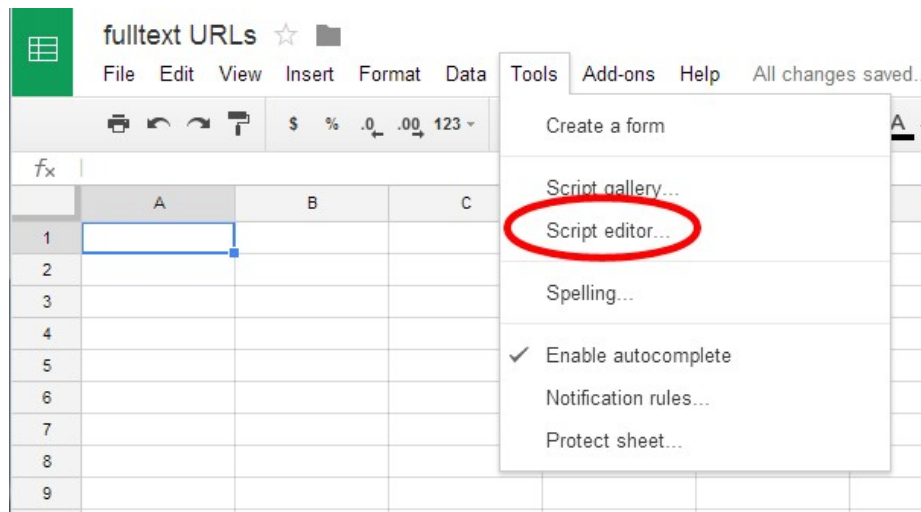 fulltext URLs
File Edit View Insert Format Data Tools Add-ons Help All changes saved.
$ % .0 .00 123 A
Create a form
fx
Script gallery...
A B C
Script editor...
1
2
Spelling...
3
4
Enable autocomplete
5
6
Notification rules...
7
Protect sheet...
8
9